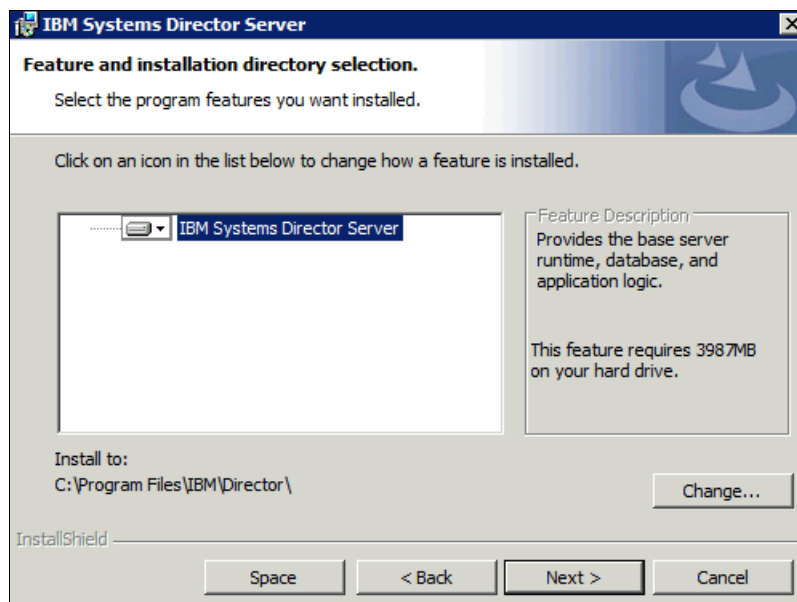 IBM Systems Director Server
Feature and installation directory selection.
Select the program features you want installed.
Click on an icon in the list below to change how a feature is installed.
IBM Systems Director Server
Feature Description
Provides the base server
runtime, database, and
application logic.
This feature requires 3987MB
on your hard drive.
Install to:
C:\Program Files\IBM\Director\
Change...
InstallShield
Space
< Back
Next >
Cancel